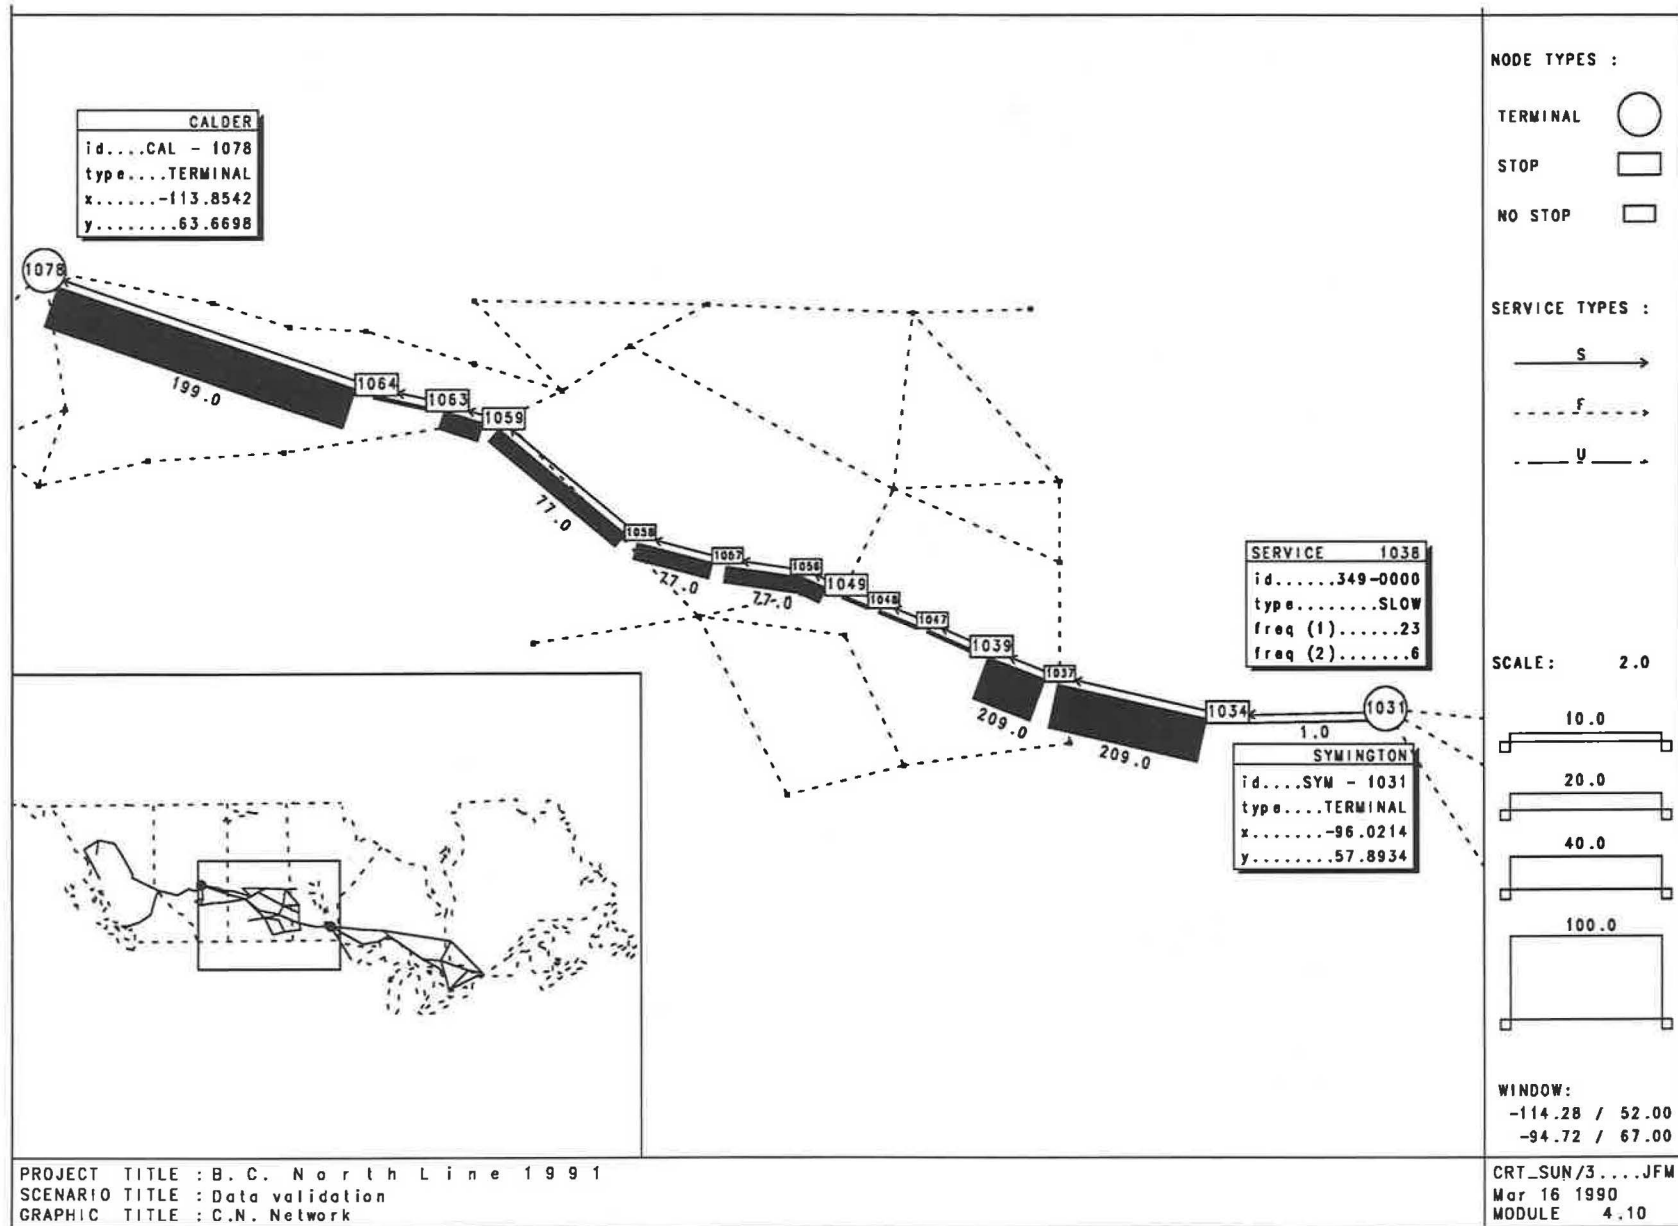 NODE TYPES :
TERMINAL
STOP
NO STOP
SERVICE TYPES :
S
F
U
SCALE: 2.0
10.0
20.0
40.0
100.0
WINDOW:
-114.28 / 52.00
-94.72 / 67.00
CALDER
id....CAL - 1078
type....TERMINAL
x......-113.8542
y........63.6698
1078
199.0
1064
1063
1059
77.0
1058
77.0
1057
77.0
1056
1049
1048
1047
1039
209.0
1037
209.0
1034
1.0
1031
SERVICE 1038
id......349-0000
type........SLOW
freq (1)......23
freq (2).......6
SYMINGTON
id....SYM - 1031
type....TERMINAL
x.......-96.0214
y........57.8934
PROJECT TITLE : B.C. North Line 1991
SCENARIO TITLE : Data validation
GRAPHIC TITLE : C.N. Network
CRT_SUN/3....JFM
Mar 16 1990
MODULE 4.10